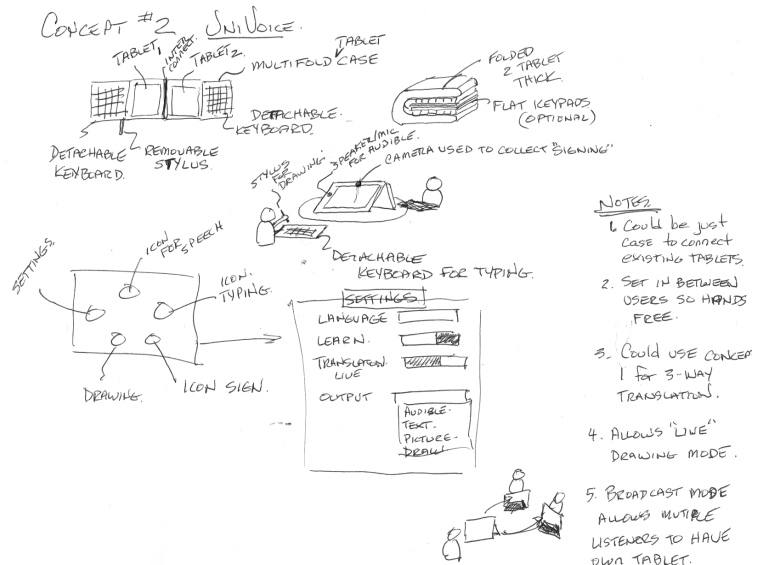 CONCEPT #2 UNIVOICE.
TABLET 1
INTER
CONNECT.
TABLET 2.
TABLET
MULTIFOLD CASE
DETACHABLE
KEYBOARD.
REMOVABLE
STYLUS.
DETACHABLE.
KEYBOARD.
FOLDED
2 TABLET
THICK.
FLAT KEYPADS
(OPTIONAL)
STYLUS
FOR
DRAWING.
SPEAKER/MIC
FOR AUDIBLE.
CAMERA USED TO COLLECT "SIGNING"
DETACHABLE
KEYBOARD FOR TYPING.
SETTINGS.
ICON
FOR
SPEECH
ICON.
TYPING.
DRAWING.
ICON SIGN.
SETTINGS.
LANGUAGE
LEARN.
TRANSLATION.
LIVE
OUTPUT
AUDIBLE.
TEXT.
PICTURE.
DRAW
NOTES.
1. COULD BE JUST
CASE TO CONNECT
EXISTING TABLETS.
2. SET IN BETWEEN
USERS SO HANDS
FREE.
3. COULD USE CONCEP
1 for 3-WAY
TRANSLATION.
4. ALLOWS "LIVE"
DRAWING MODE.
5. BROADCAST MODE
ALLOWS MUTIPLE
LISTENORS TO HAVE
OWN TABLET.